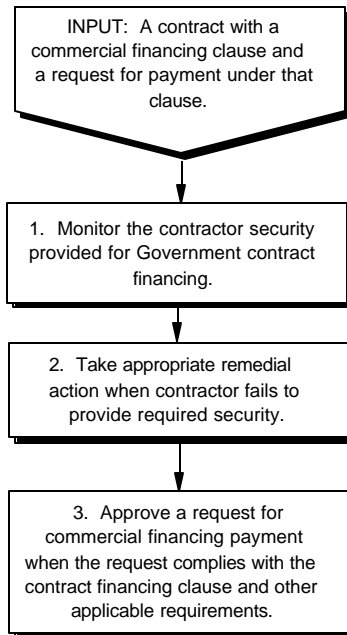 INPUT:  A contract with a
commercial financing clause and
a request for payment under that
clause.
1.  Monitor the contractor security
provided for Government contract
financing.
2.  Take appropriate remedial
action when contractor fails to
provide required security.
3.  Approve a request for
commercial financing payment
when the request complies with the
contract financing clause and other
applicable requirements.